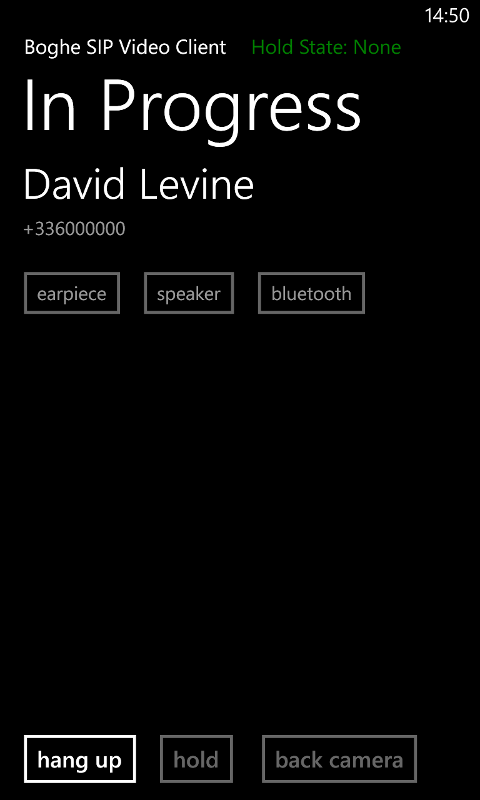 14:50
Boghe SIP Video Client Hold State: None
In Progress
David Levine
+336000000
earpiece speaker bluetooth
hang up hold back camera